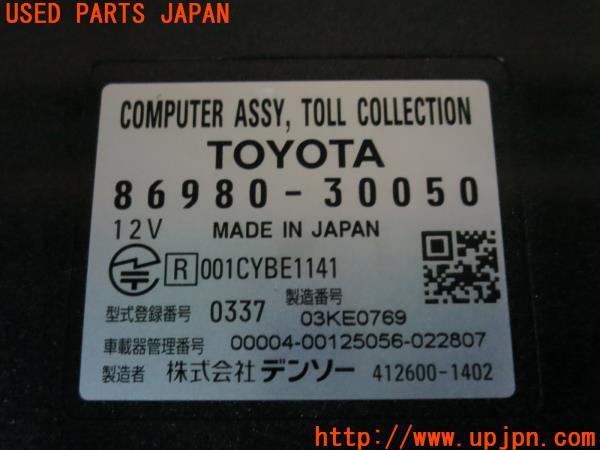 USED PARTS JAPAN
COMPUTER ASSY, TOLL COLLECTION
TOYOTA
86980-30050
12V MADE IN JAPAN
R 001CYBE1141
型式登録番号 0337 製造番号 03KE0769
車載器管理番号 00004-00125056-022807
製造者 株式会社 デンソー 412600-1402
http://www.upjpn.com